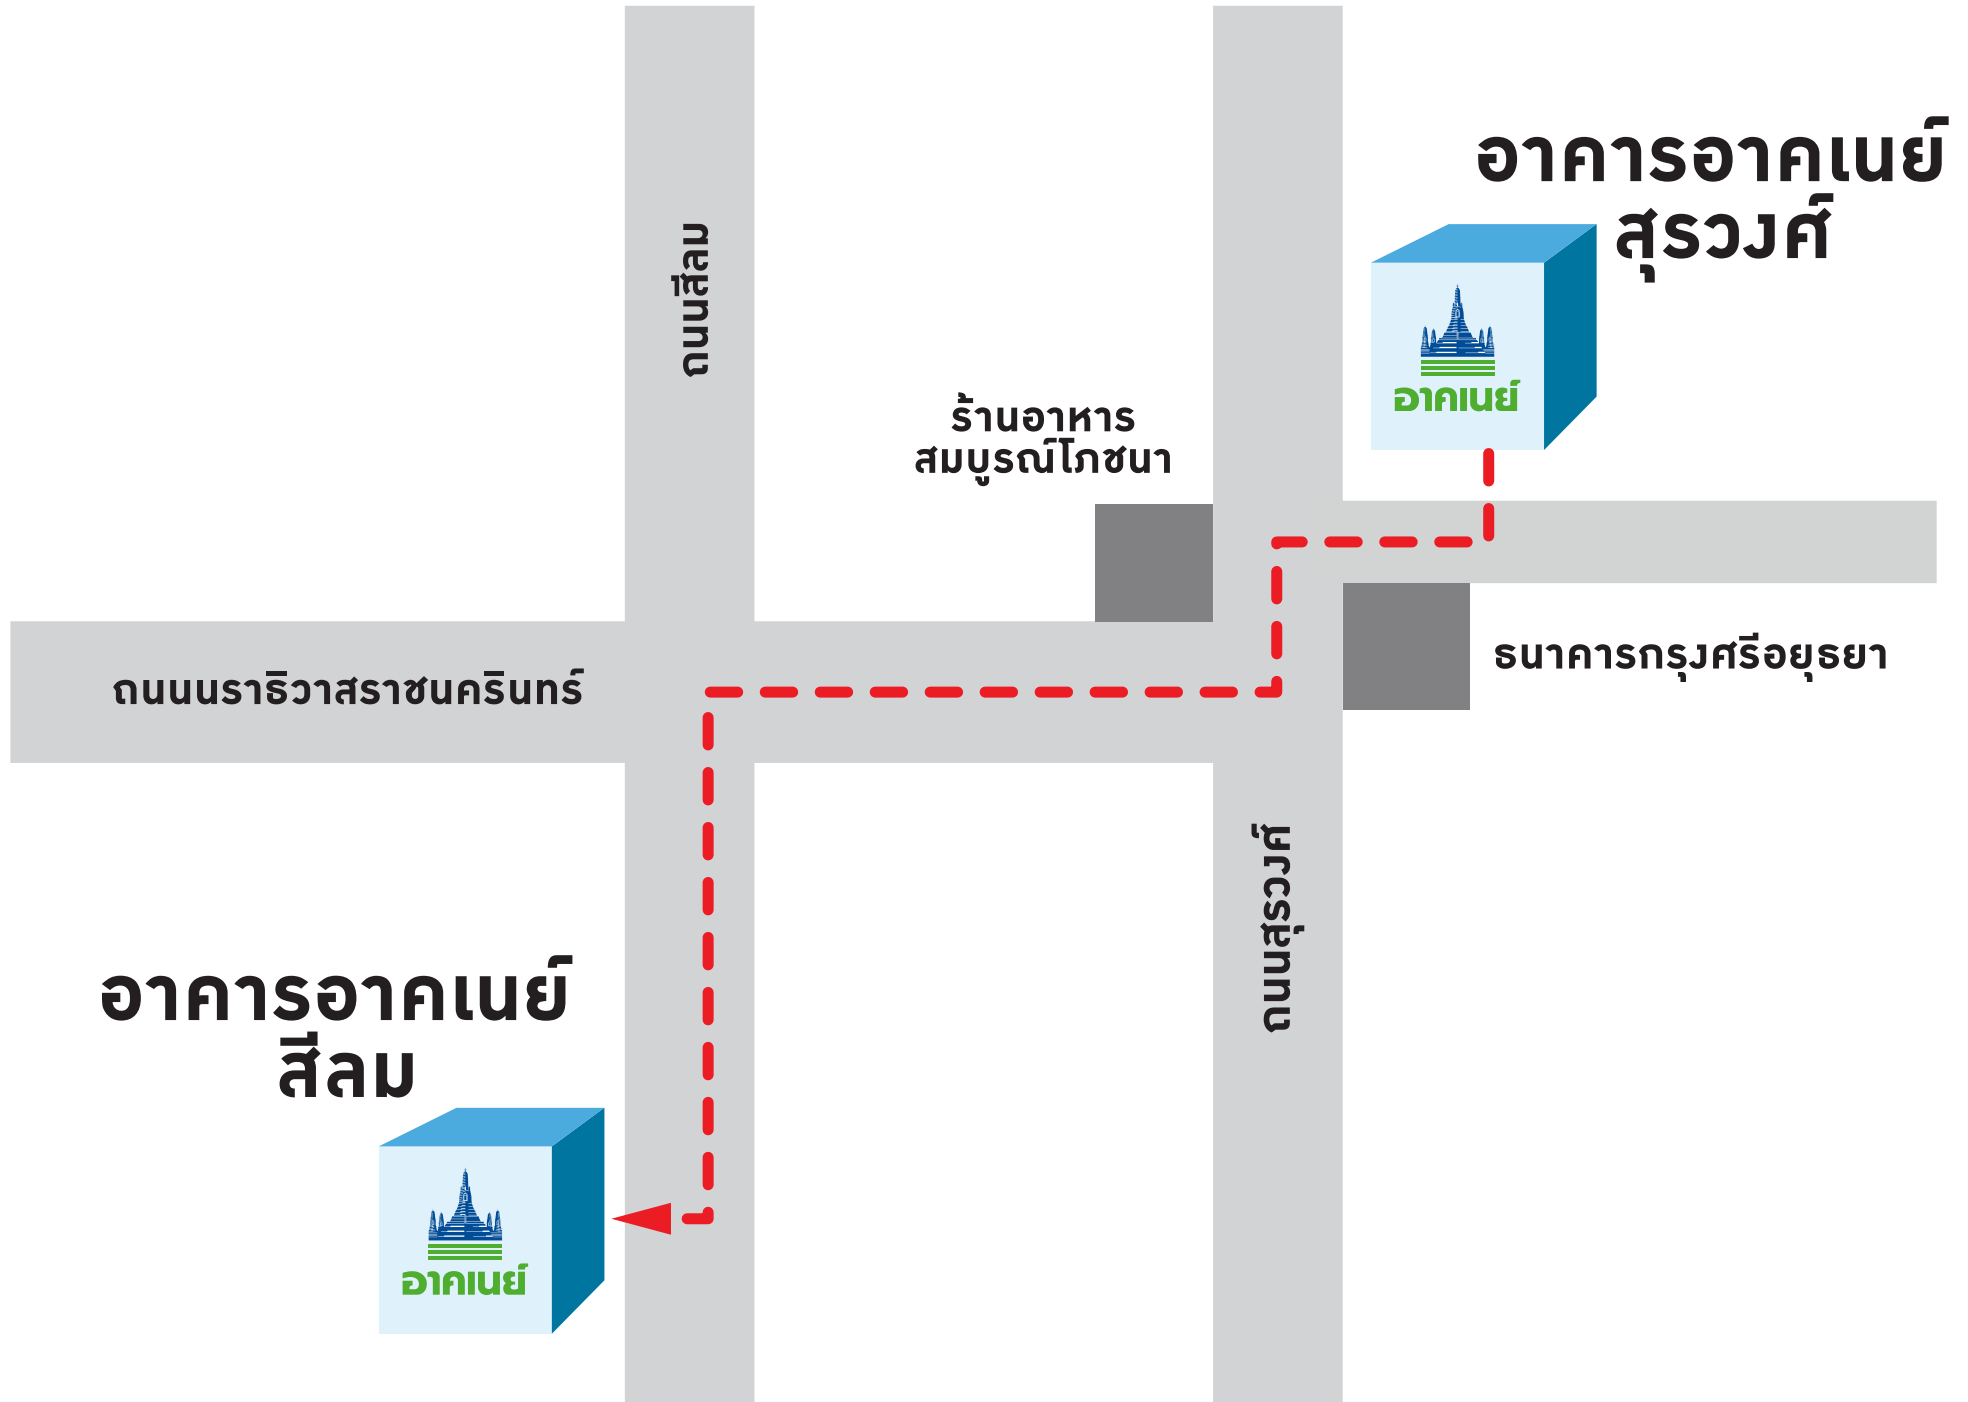 อาคารอาคเนย์
สุรวงศ์
อาคเนย์
ถนนสีลม
ร้านอาหาร
สมบูรณ์โภชนา
ธนาคารกรุงศรีอยุธยา
ถนนนราธิวาสราชนครินทร์
ถนนสุรวงศ์
อาคารอาคเนย์
สีลม
อาคเนย์